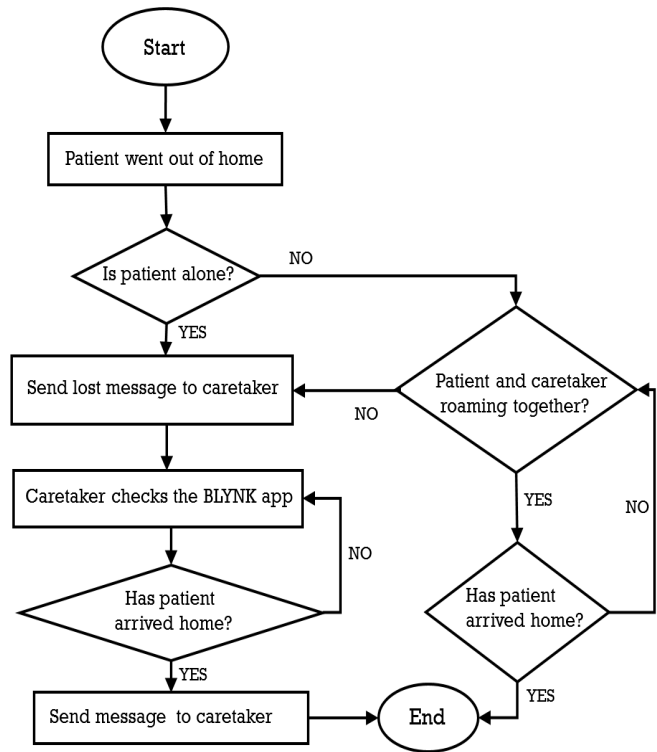 Start
Patient went out of home
Is patient alone?
NO
YES
Send lost message to caretaker
Patient and caretaker
roaming together?
NO
Caretaker checks the BLYNK app
YES
NO
NO
Has patient
arrived home?
Has patient
arrived home?
YES
YES
Send message to caretaker
End